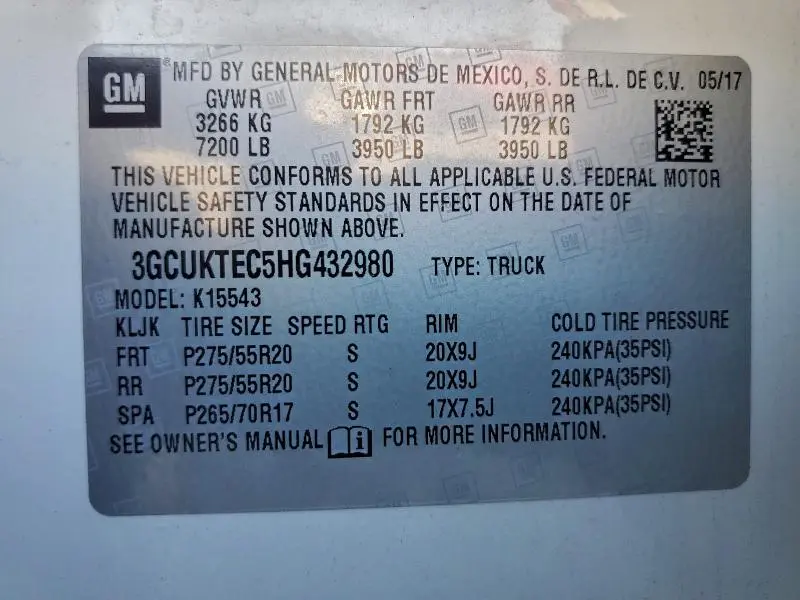 GM
® MFD BY GENERAL MOTORS DE MEXICO, S. DE R.L. DE C.V. 05/17
GVWR GAWR FRT GAWR RR
3266 KG 1792 KG 1792 KG
7200 LB 3950 LB 3950 LB
THIS VEHICLE CONFORMS TO ALL APPLICABLE U.S. FEDERAL MOTOR
VEHICLE SAFETY STANDARDS IN EFFECT ON THE DATE OF
MANUFACTURE SHOWN ABOVE.
3GCUKTEC5HG432980 TYPE: TRUCK
MODEL: K15543
KLJK TIRE SIZE SPEED RTG RIM COLD TIRE PRESSURE
FRT P275/55R20 S 20X9J 240KPA(35PSI)
RR P275/55R20 S 20X9J 240KPA(35PSI)
SPA P265/70R17 S 17X7.5J 240KPA(35PSI)
SEE OWNER'S MANUAL i FOR MORE INFORMATION.